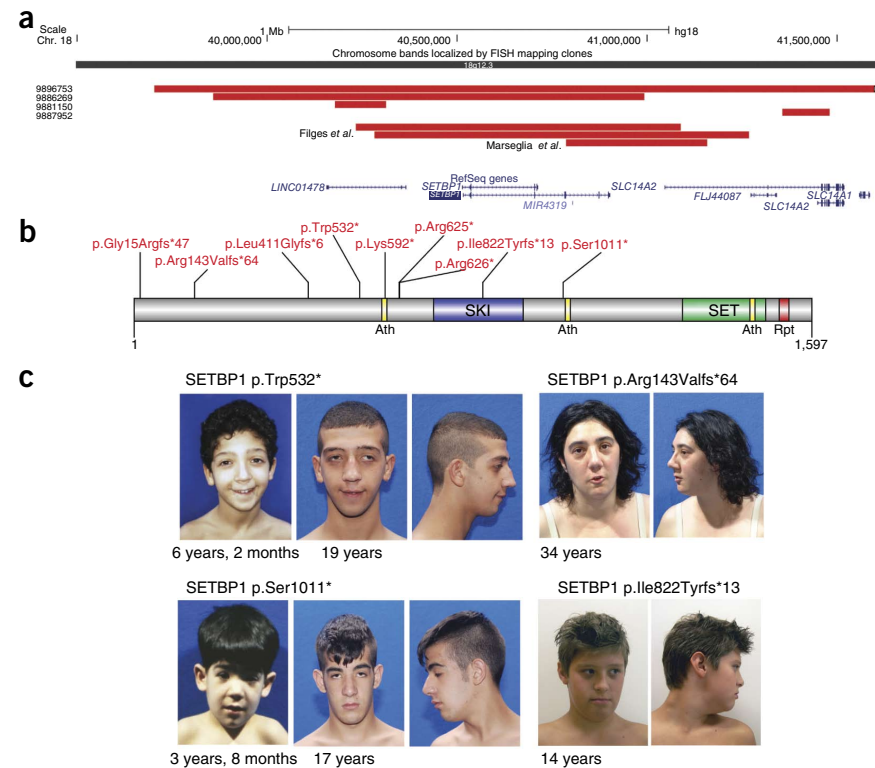 a
Scale 1 Mb hg18
Chr. 18 40,000,000 40,500,000 41,000,000 41,500,000
Chromosome bands localized by FISH mapping clones
18q12.3
9896753
9886269
9881150
9887952
Filges et al.
Marseglia et al.
RefSeq genes
LINC01478 SETBP1 SLC14A2
SETBP1 FLJ44087 SLC14A1
MIR4319 SLC14A2
b
p.Trp532* p.Arg625*
p.Gly15Argfs*47 p.Leu411Glyfs*6 p.Lys592* p.Ile822Tyrfs*13 p.Ser1011*
p.Arg143Valfs*64 p.Arg626*
SKI SET
Ath Ath Ath Rpt
1 1,597
c
SETBP1 p.Trp532* SETBP1 p.Arg143Valfs*64
6 years, 2 months 19 years 34 years
SETBP1 p.Ser1011* SETBP1 p.Ile822Tyrfs*13
3 years, 8 months 17 years 14 years